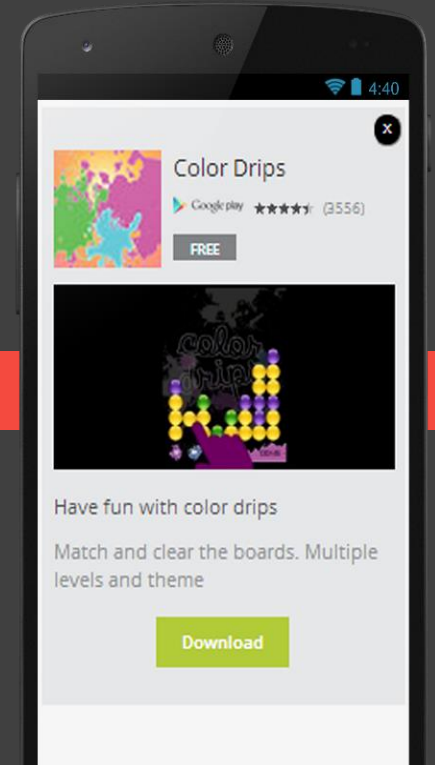 4:40
x
Color Drips
Google play (3556)
FREE
color
drips
Have fun with color drips
Match and clear the boards. Multiple
levels and theme
Download